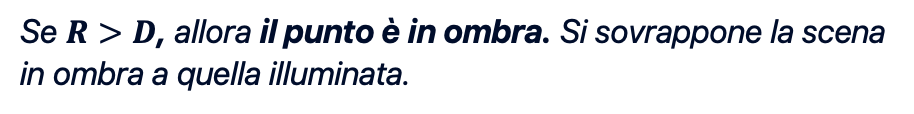 Se R > D, allora il punto è in ombra. Si sovrappone la scena
in ombra a quella illuminata.